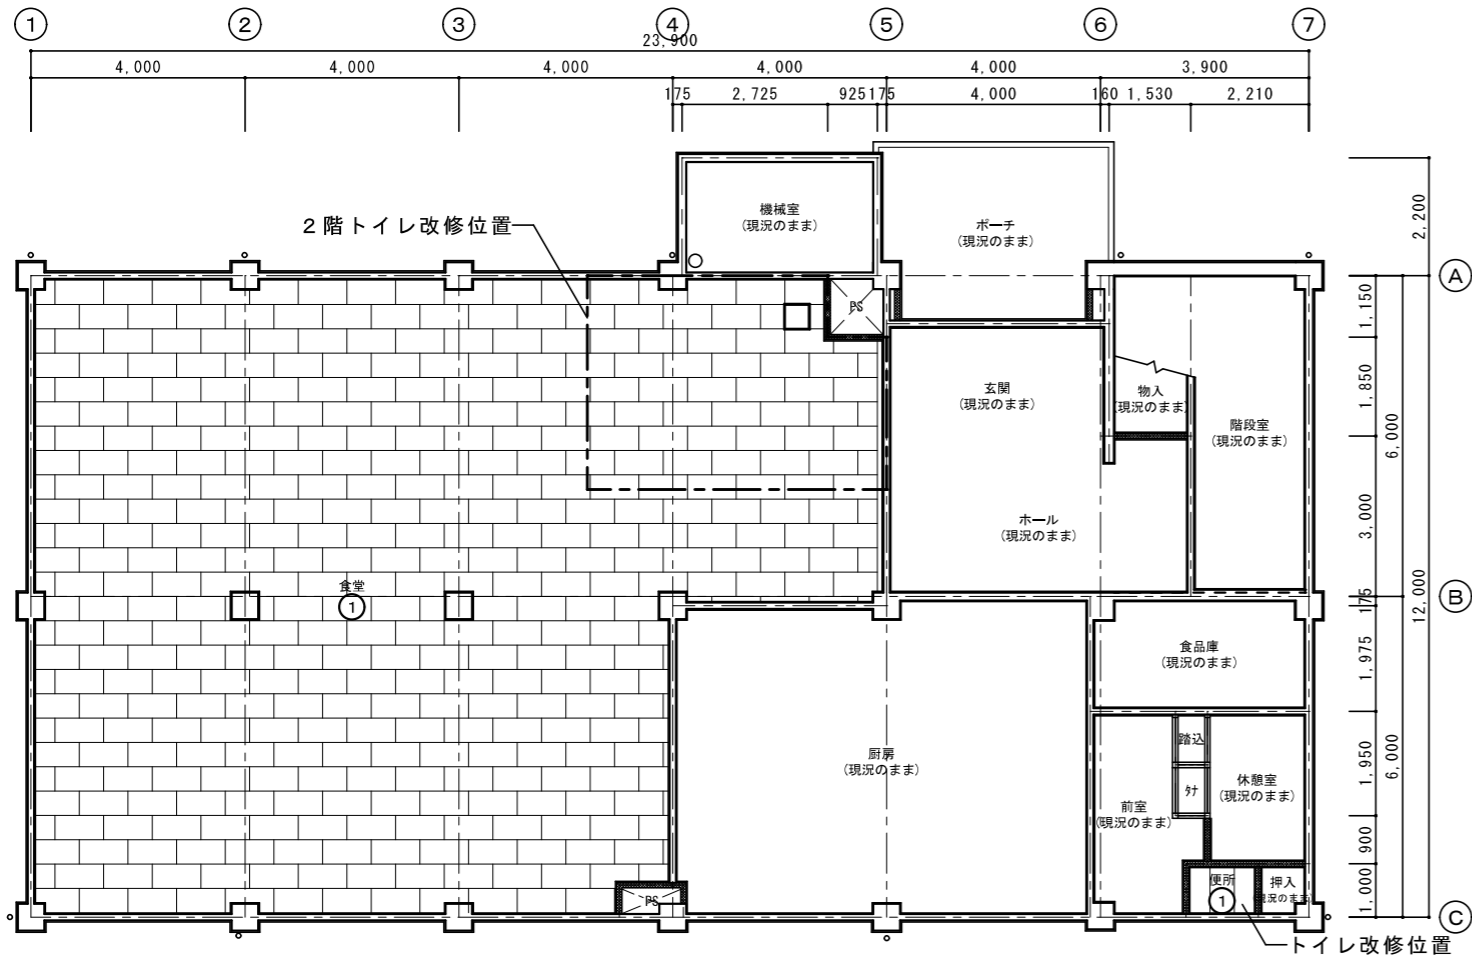 ① ② ③ ④ ⑤ ⑥ ⑦
23,900
4,000 4,000 4,000 4,000 4,000 3,900
175 2,725 925 175 4,000 160 1,530 2,210
機械室
(現況のまま)
ポーチ
(現況のまま)
2階トイレ改修位置
2,200
A
PS
1,150
玄関
(現況のまま)
物入
(現況のまま)
階段室
(現況のまま)
1,850
6,000
ホール
(現況のまま)
3,000
食堂
①
175
12,000
B
食品庫
(現況のまま)
1,975
厨房
(現況のまま)
踏込
タナ
休憩室
(現況のまま)
前室
(現況のまま)
1,950
6,000
900
便所
①
押入
(現況のまま)
1,000
PS
C
トイレ改修位置